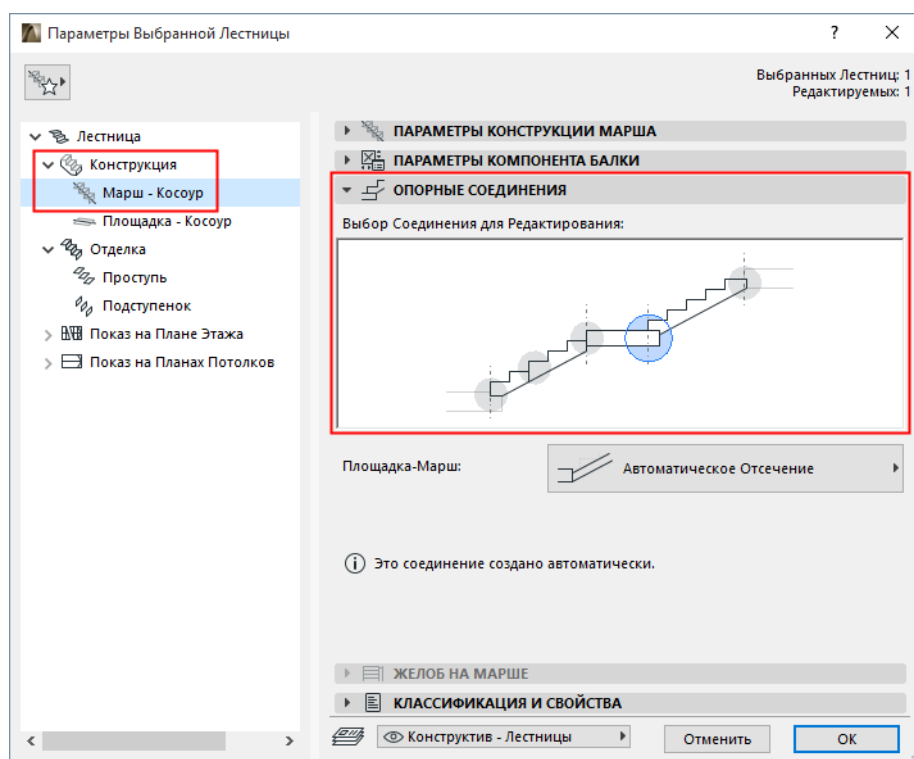 Параметры Выбранной Лестницы
?
Выбранных Лестниц: 1
Редактируемых: 1
Лестница
Конструкция
Марш - Косоур
Площадка - Косоур
Отделка
Проступь
Подступенок
Показ на Плане Этажа
Показ на Планах Потолков
ПАРАМЕТРЫ КОНСТРУКЦИИ МАРША
ПАРАМЕТРЫ КОМПОНЕНТА БАЛКИ
ОПОРНЫЕ СОЕДИНЕНИЯ
Выбор Соединения для Редактирования:
Площадка-Марш:
Автоматическое Отсечение
Это соединение создано автоматически.
ЖЕЛОБ НА МАРШЕ
КЛАССИФИКАЦИЯ И СВОЙСТВА
Конструктив - Лестницы
Отменить
ОК